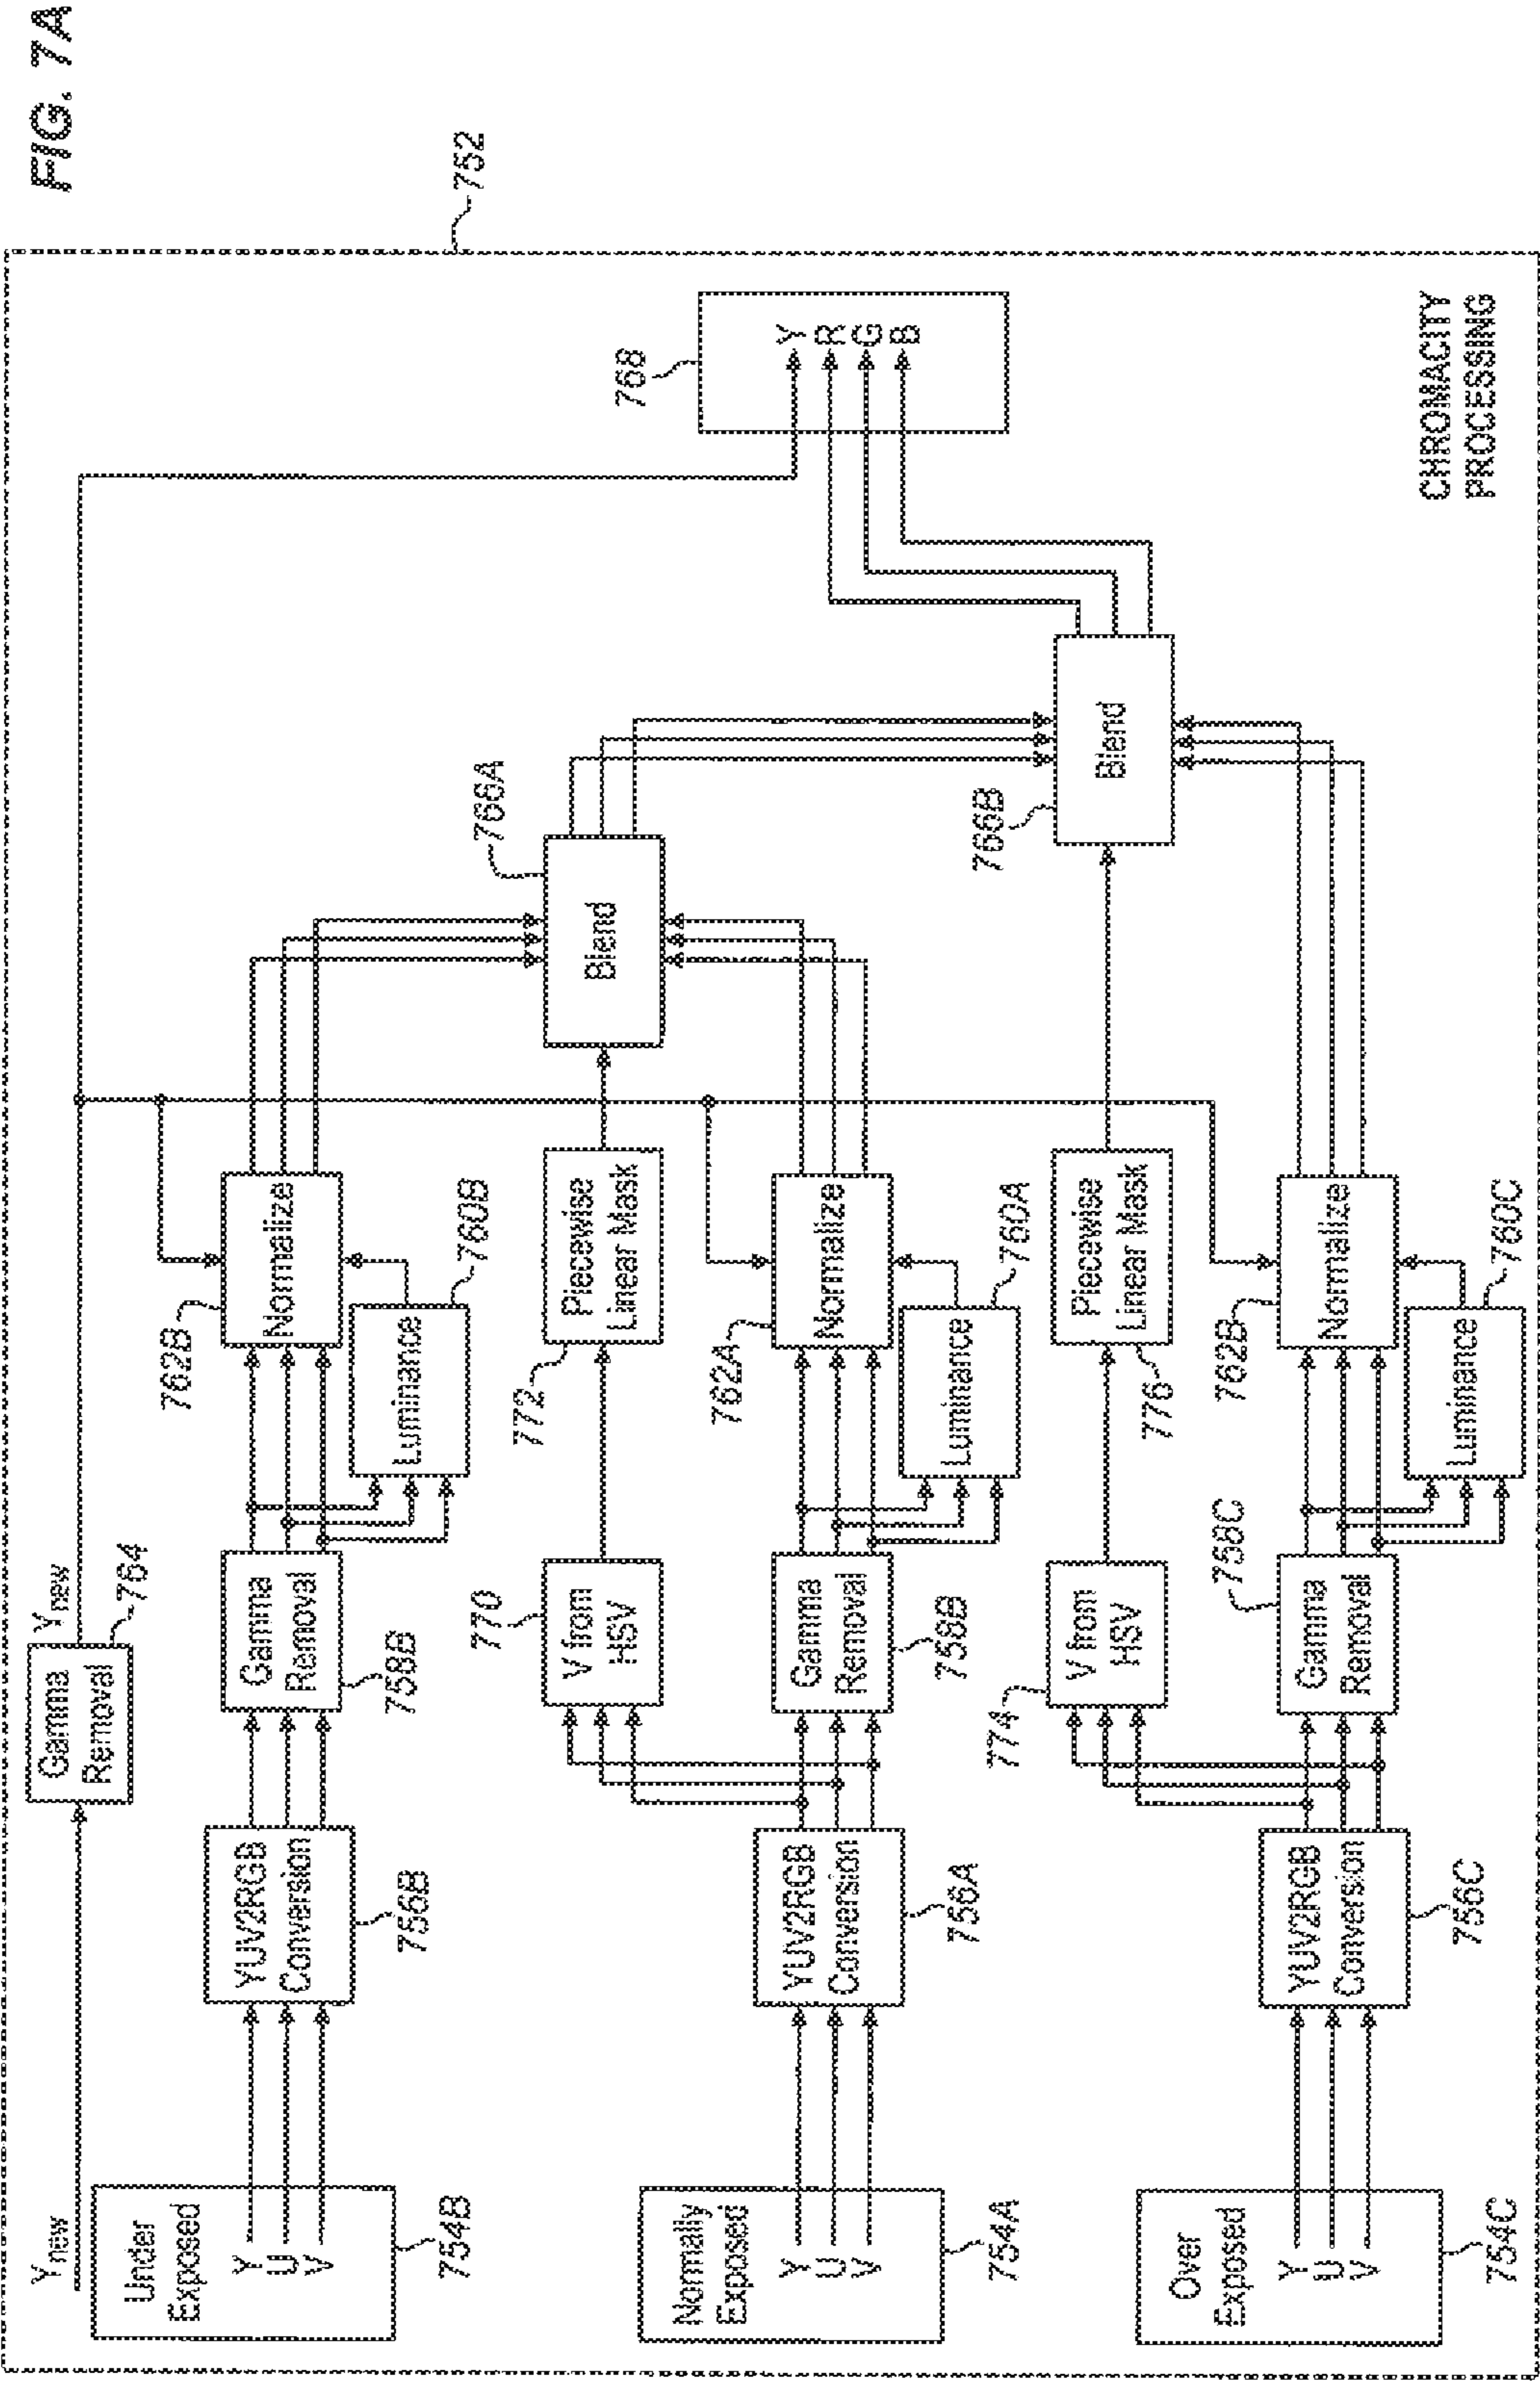 FIG. 7A
752
Ynew
Gamma
Removal
Ynew
764
Under
Exposed
Y
U
V
754B
YUV2RGB
Conversion
756B
Gamma
Removal
758B
762B
Normalize
Luminance
760B
770
V from
HSV
772
Piecewise
Linear Mask
766A
Blend
768
Y
R
G
B
Normally
Exposed
Y
U
V
754A
YUV2RGB
Conversion
756A
Gamma
Removal
758B
762A
Normalize
Luminance
760A
774
V from
HSV
776
Piecewise
Linear Mask
766B
Blend
Over
Exposed
Y
U
V
754C
YUV2RGB
Conversion
756C
758C
Gamma
Removal
762B
Normalize
Luminance
760C
CHROMACITY
PROCESSING